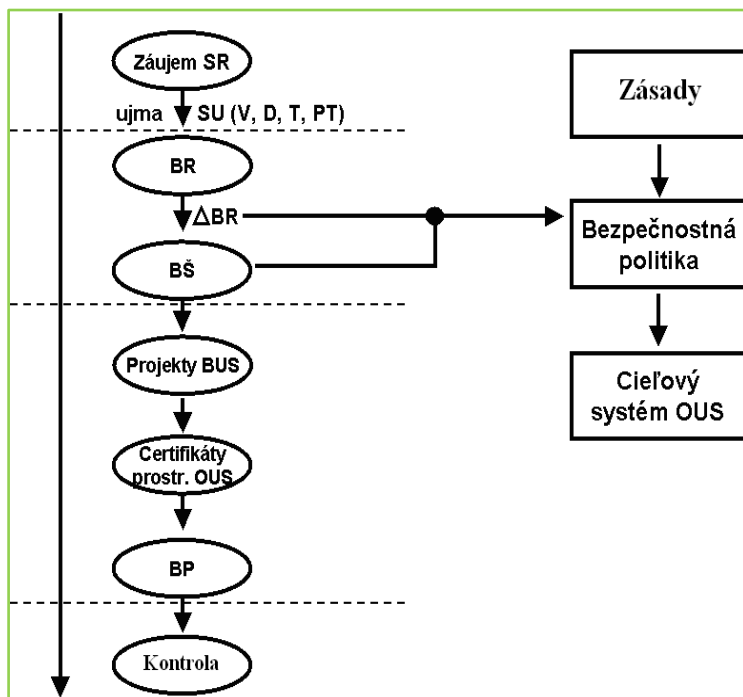 Záujem SR
ujma SU (V, D, T, PT)
BR
ΔBR
BŠ
Projekty BUS
Certifikáty
prostr. OUS
BP
Kontrola
Zásady
Bezpečnostná
politika
Cieľový
systém OUS